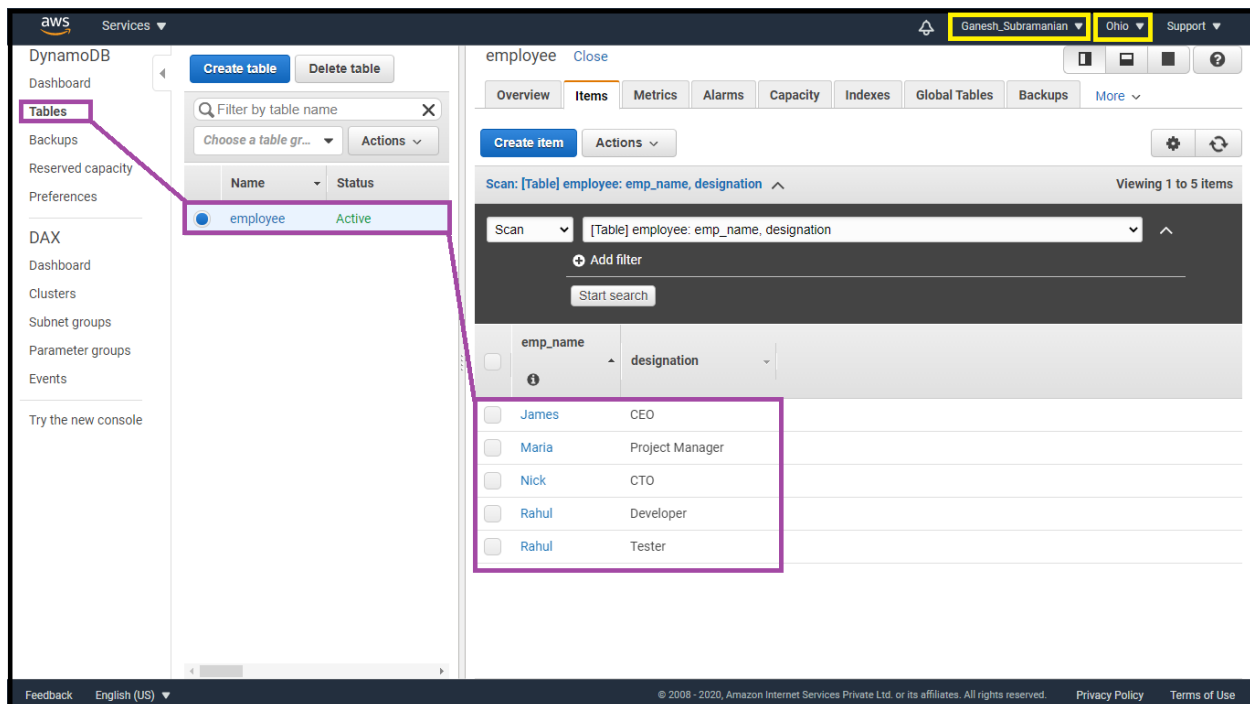 aws Services Ganesh_Subramanian Ohio Support
DynamoDB
Dashboard
Tables
Backups
Reserved capacity
Preferences
DAX
Dashboard
Clusters
Subnet groups
Parameter groups
Events
Try the new console
Create table Delete table
Filter by table name
Choose a table gr... Actions
Name Status
employee Active
employee Close
Overview Items Metrics Alarms Capacity Indexes Global Tables Backups More
Create item Actions
Scan: [Table] employee: emp_name, designation Viewing 1 to 5 items
Scan [Table] employee: emp_name, designation
Add filter
Start search
emp_name designation
James CEO
Maria Project Manager
Nick CTO
Rahul Developer
Rahul Tester
Feedback English (US) © 2008 - 2020, Amazon Internet Services Private Ltd. or its affiliates. All rights reserved. Privacy Policy Terms of Use